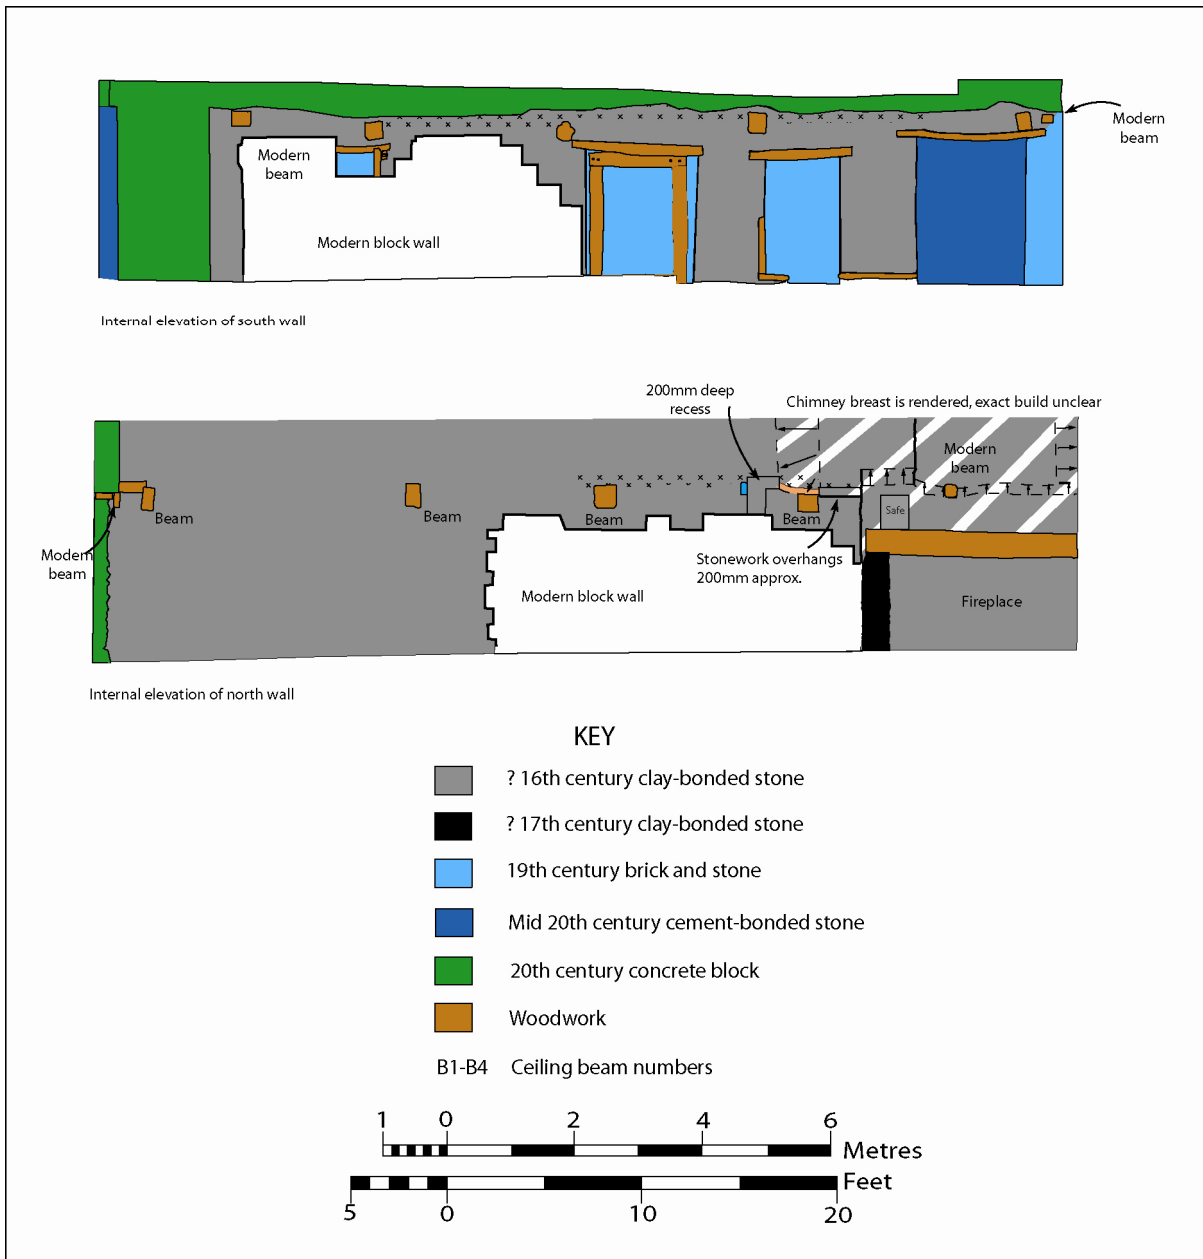 Modern
beam
Modern
beam
Modern block wall
Internal elevation of south wall
200mm deep
recess
Chimney breast is rendered, exact build unclear
Modern
beam
Beam
Beam
Beam
Beam
Safe
Modern
beam
Stonework overhangs
200mm approx.
Modern block wall
Fireplace
Internal elevation of north wall
KEY
? 16th century clay-bonded stone
? 17th century clay-bonded stone
19th century brick and stone
Mid 20th century cement-bonded stone
20th century concrete block
Woodwork
B1-B4 Ceiling beam numbers
1 0 2 4 6
Metres
Feet
5 0 10 20